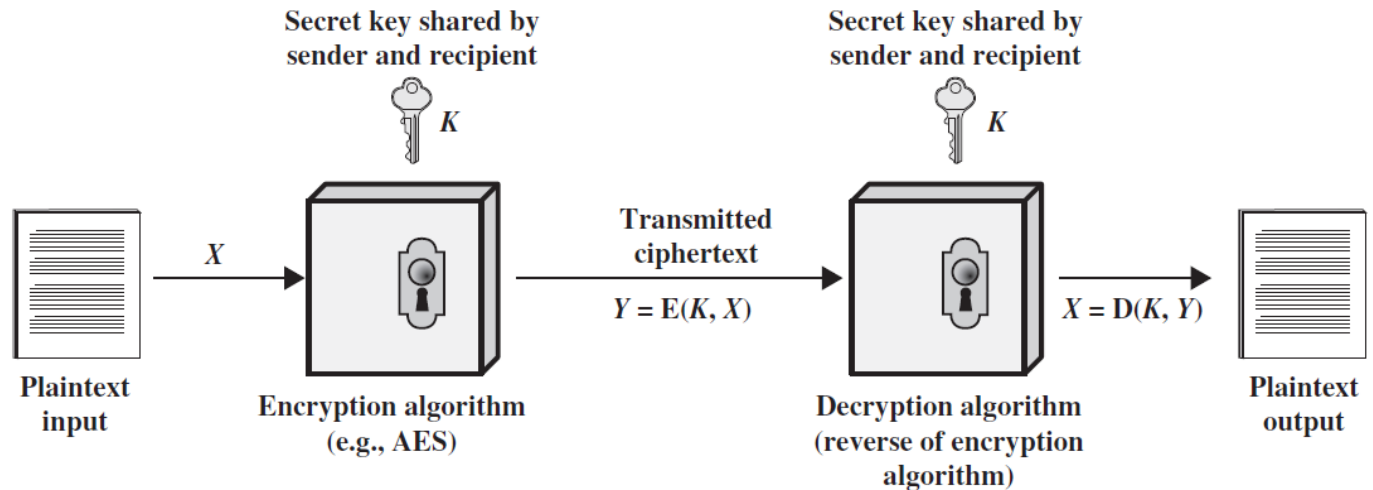 Secret key shared by
sender and recipient
K
Secret key shared by
sender and recipient
K
X
Transmitted
ciphertext
Y = E(K, X)
X = D(K, Y)
Plaintext
input
Encryption algorithm
(e.g., AES)
Decryption algorithm
(reverse of encryption
algorithm)
Plaintext
output